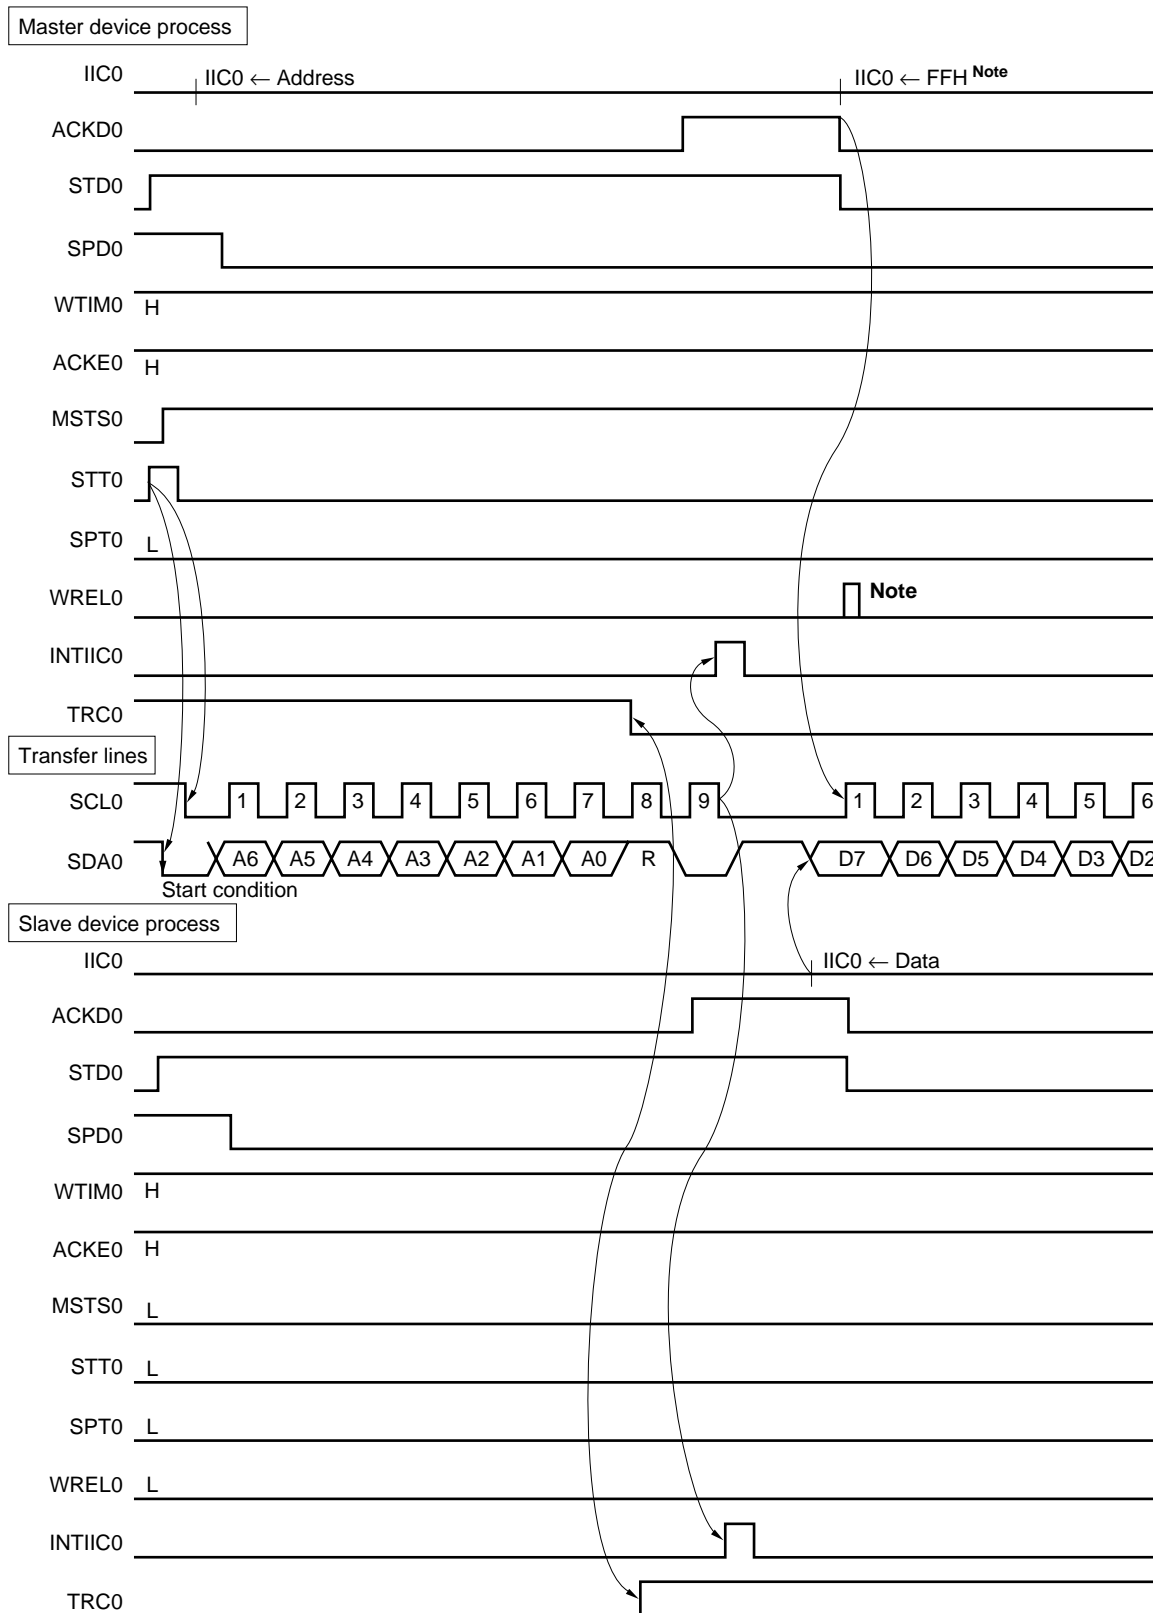 Master device process
IIC0 IIC0 ← Address IIC0 ← FFH Note
ACKD0
STD0
SPD0
WTIM0 H
ACKE0 H
MSTS0
STT0
SPT0 L
WREL0 Note
INTIIC0
TRC0
Transfer lines
SCL0 1 2 3 4 5 6 7 8 9 1 2 3 4 5 6
SDA0 A6 A5 A4 A3 A2 A1 A0 R D7 D6 D5 D4 D3 D2
Start condition
Slave device process
IIC0 IIC0 ← Data
ACKD0
STD0
SPD0
WTIM0 H
ACKE0 H
MSTS0 L
STT0 L
SPT0 L
WREL0 L
INTIIC0
TRC0